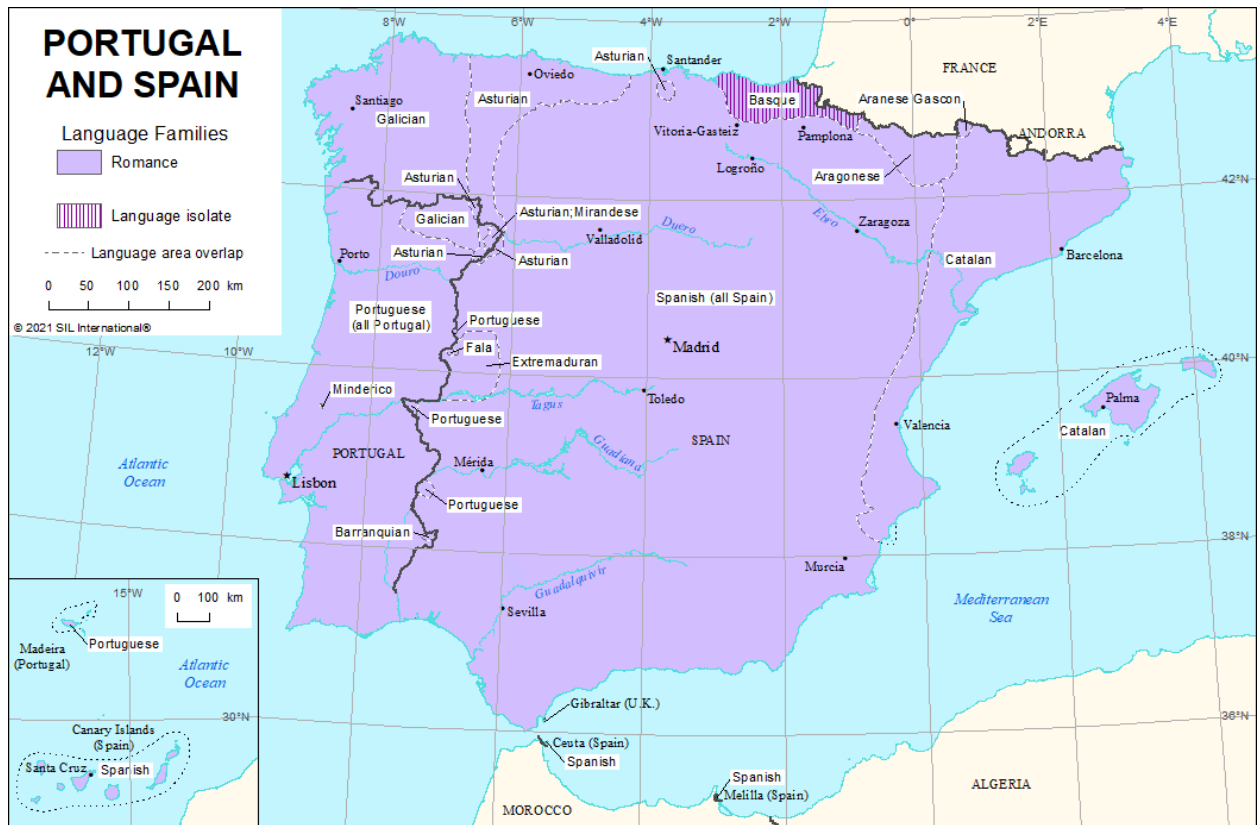 PORTUGAL
AND SPAIN
Language Families
Romance
Language isolate
Language area overlap
0 50 100 150 200 km
© 2021 SIL International®
8°W
6°W
4°W
2°W
0°
2°E
4°E
Asturian
Santander
FRANCE
Oviedo
Asturian
Basque
Aranese Gascon
Santiago
Galician
Vitoria-Gasteiz
Pamplona
ANDORRA
Logroño
Aragonese
42°N
Asturian
Galician
Asturian;Mirandese
Duero
Ebro
Zaragoza
Valladolid
Porto
Asturian
Asturian
Catalan
Barcelona
Douro
Portuguese
(all Portugal)
Spanish (all Spain)
Portuguese
12°W
10°W
Fala
Madrid
Extremaduran
40°N
Minderico
Tagus
Toledo
Palma
Portuguese
Catalan
Valencia
SPAIN
PORTUGAL
Guadiana
Mérida
Atlantic
Ocean
Lisbon
Portuguese
Barranquian
38°N
Murcia
Guadalquivir
Sevilla
Mediterranean
Sea
15°W
0 100 km
Portuguese
Madeira
(Portugal)
Atlantic
Ocean
30°N
Canary Islands
(Spain)
Santa Cruz
Spanish
Gibraltar (U.K.)
36°N
Ceuta (Spain)
Spanish
Spanish
Melilla (Spain)
MOROCCO
ALGERIA